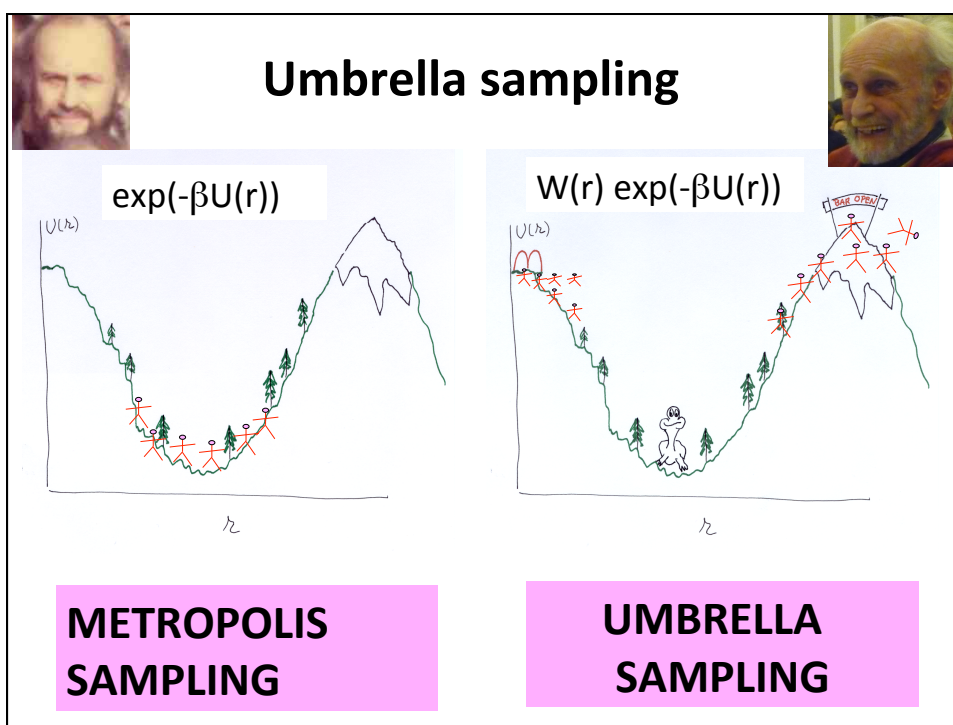 Umbrella sampling
exp(-βU(r))
U(r)
r
METROPOLIS
SAMPLING
W(r) exp(-βU(r))
BAR OPEN
U(r)
r
UMBRELLA
SAMPLING